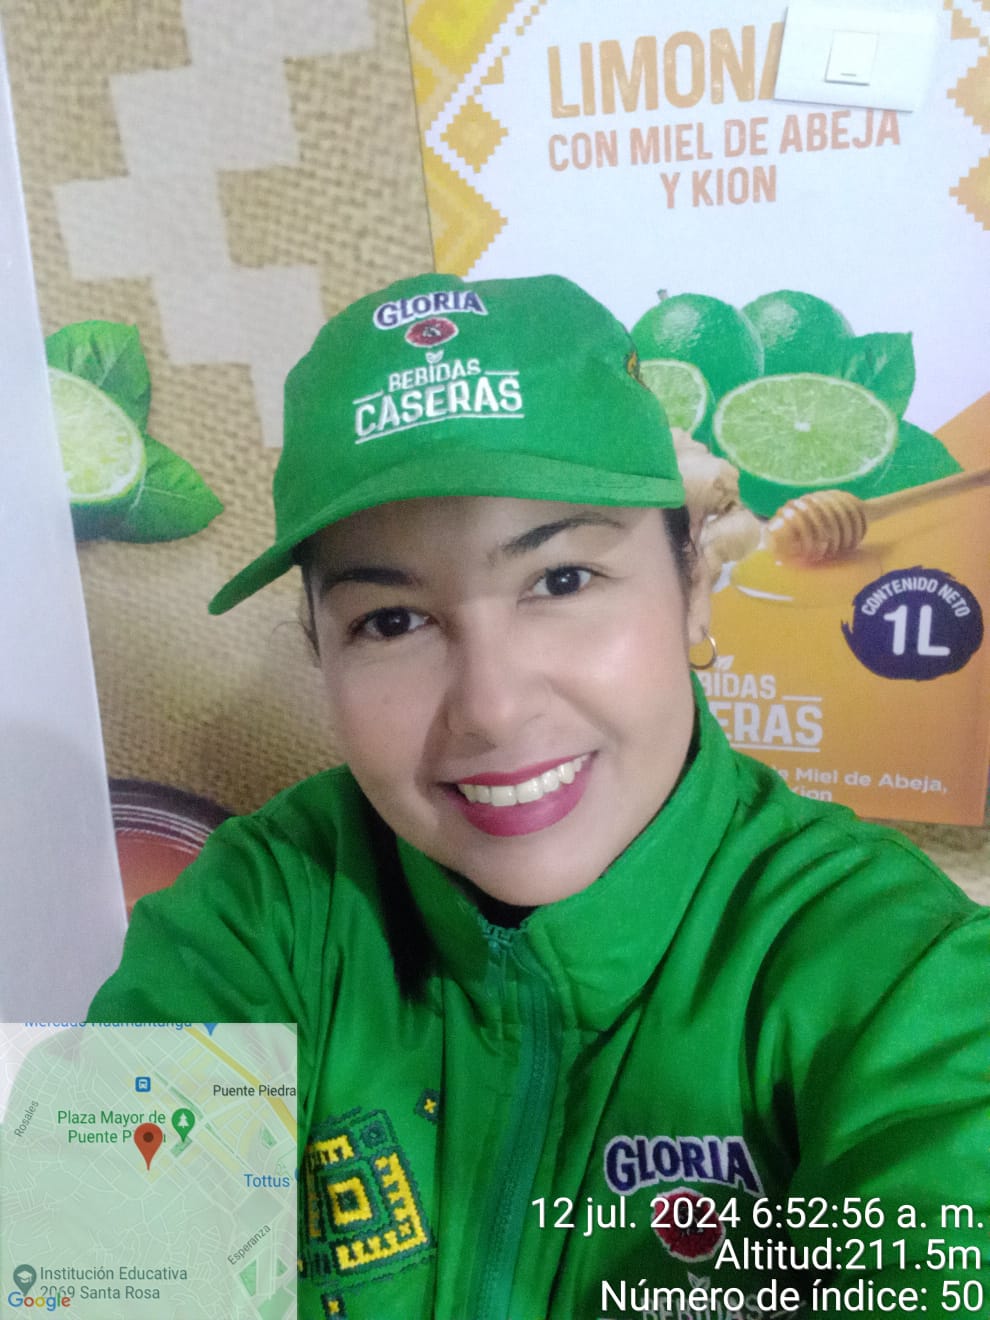 LIMONA
CON MIEL DE ABEJA
Y KION
GLORIA
BEBIDAS
CASERAS
CONTENIDO NETO
1L
BIDAS
ERAS
Miel de Abeja,
Kion
Puente Piedra
Plaza Mayor de
Puente P
Rosales
Tottus
Esperanza
Institución Educativa
2069 Santa Rosa
Google
GLORIA
BEBIDAS
12 jul. 2024 6:52:56 a. m.
Altitud:211.5m
Número de índice: 50